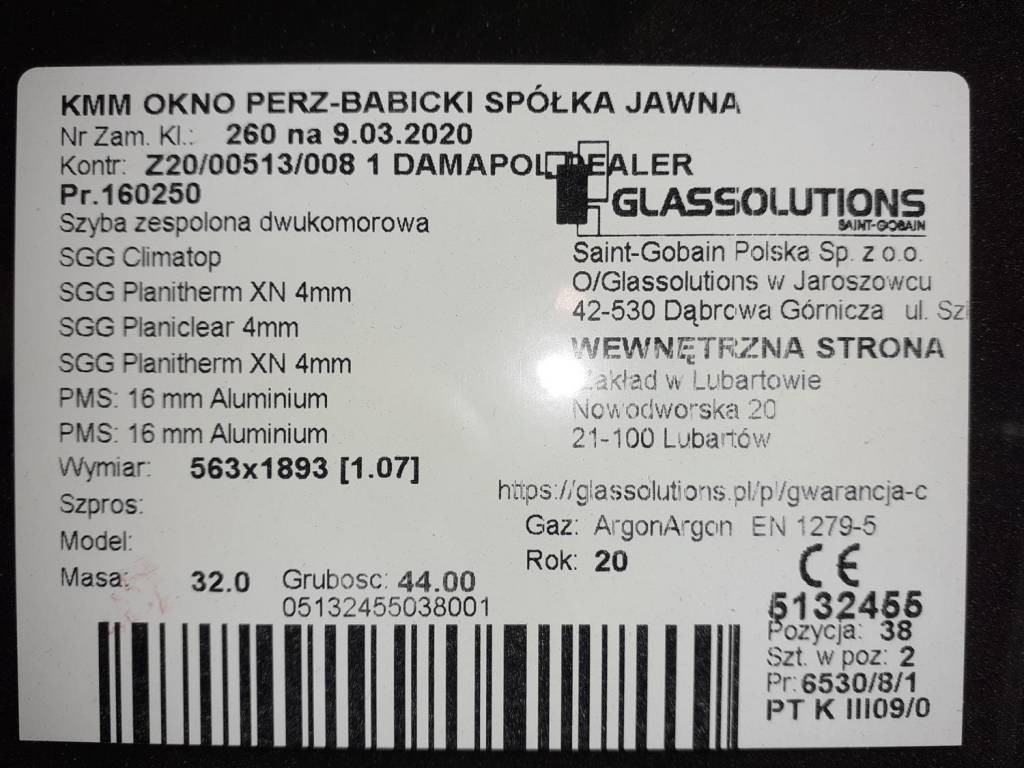 KMM OKNO PERZ-BABICKI SPÓŁKA JAWNA
Nr Zam. Kl.: 260 na 9.03.2020
Kontr: Z20/00513/008 1 DAMAPOL DEALER
Pr.160250
GLASSOLUTIONS
SAINT-GOBAIN
Szyba zespolona dwukomorowa
SGG Climatop
SGG Planitherm XN 4mm
SGG Planiclear 4mm
SGG Planitherm XN 4mm
PMS: 16 mm Aluminium
PMS: 16 mm Aluminium
Wymiar: 563x1893 [1.07]
Szpros:
Model:
Masa: 32.0 Grubosc: 44.00
05132455038001
Saint-Gobain Polska Sp. z o.o.
O/Glassolutions w Jaroszowcu
42-530 Dąbrowa Górnicza ul.
WEWNĘTRZNA STRONA
Zakład w Lubartowie
Nowodworska 20
21-100 Lubartów
https://glassolutions.pl/pl/gwarancja-c
Gaz: ArgonArgon EN 1279-5
Rok: 20
CE
5132455
Pozycja: 38
Szt. w poz: 2
Pr:6530/8/1
PT K III09/0